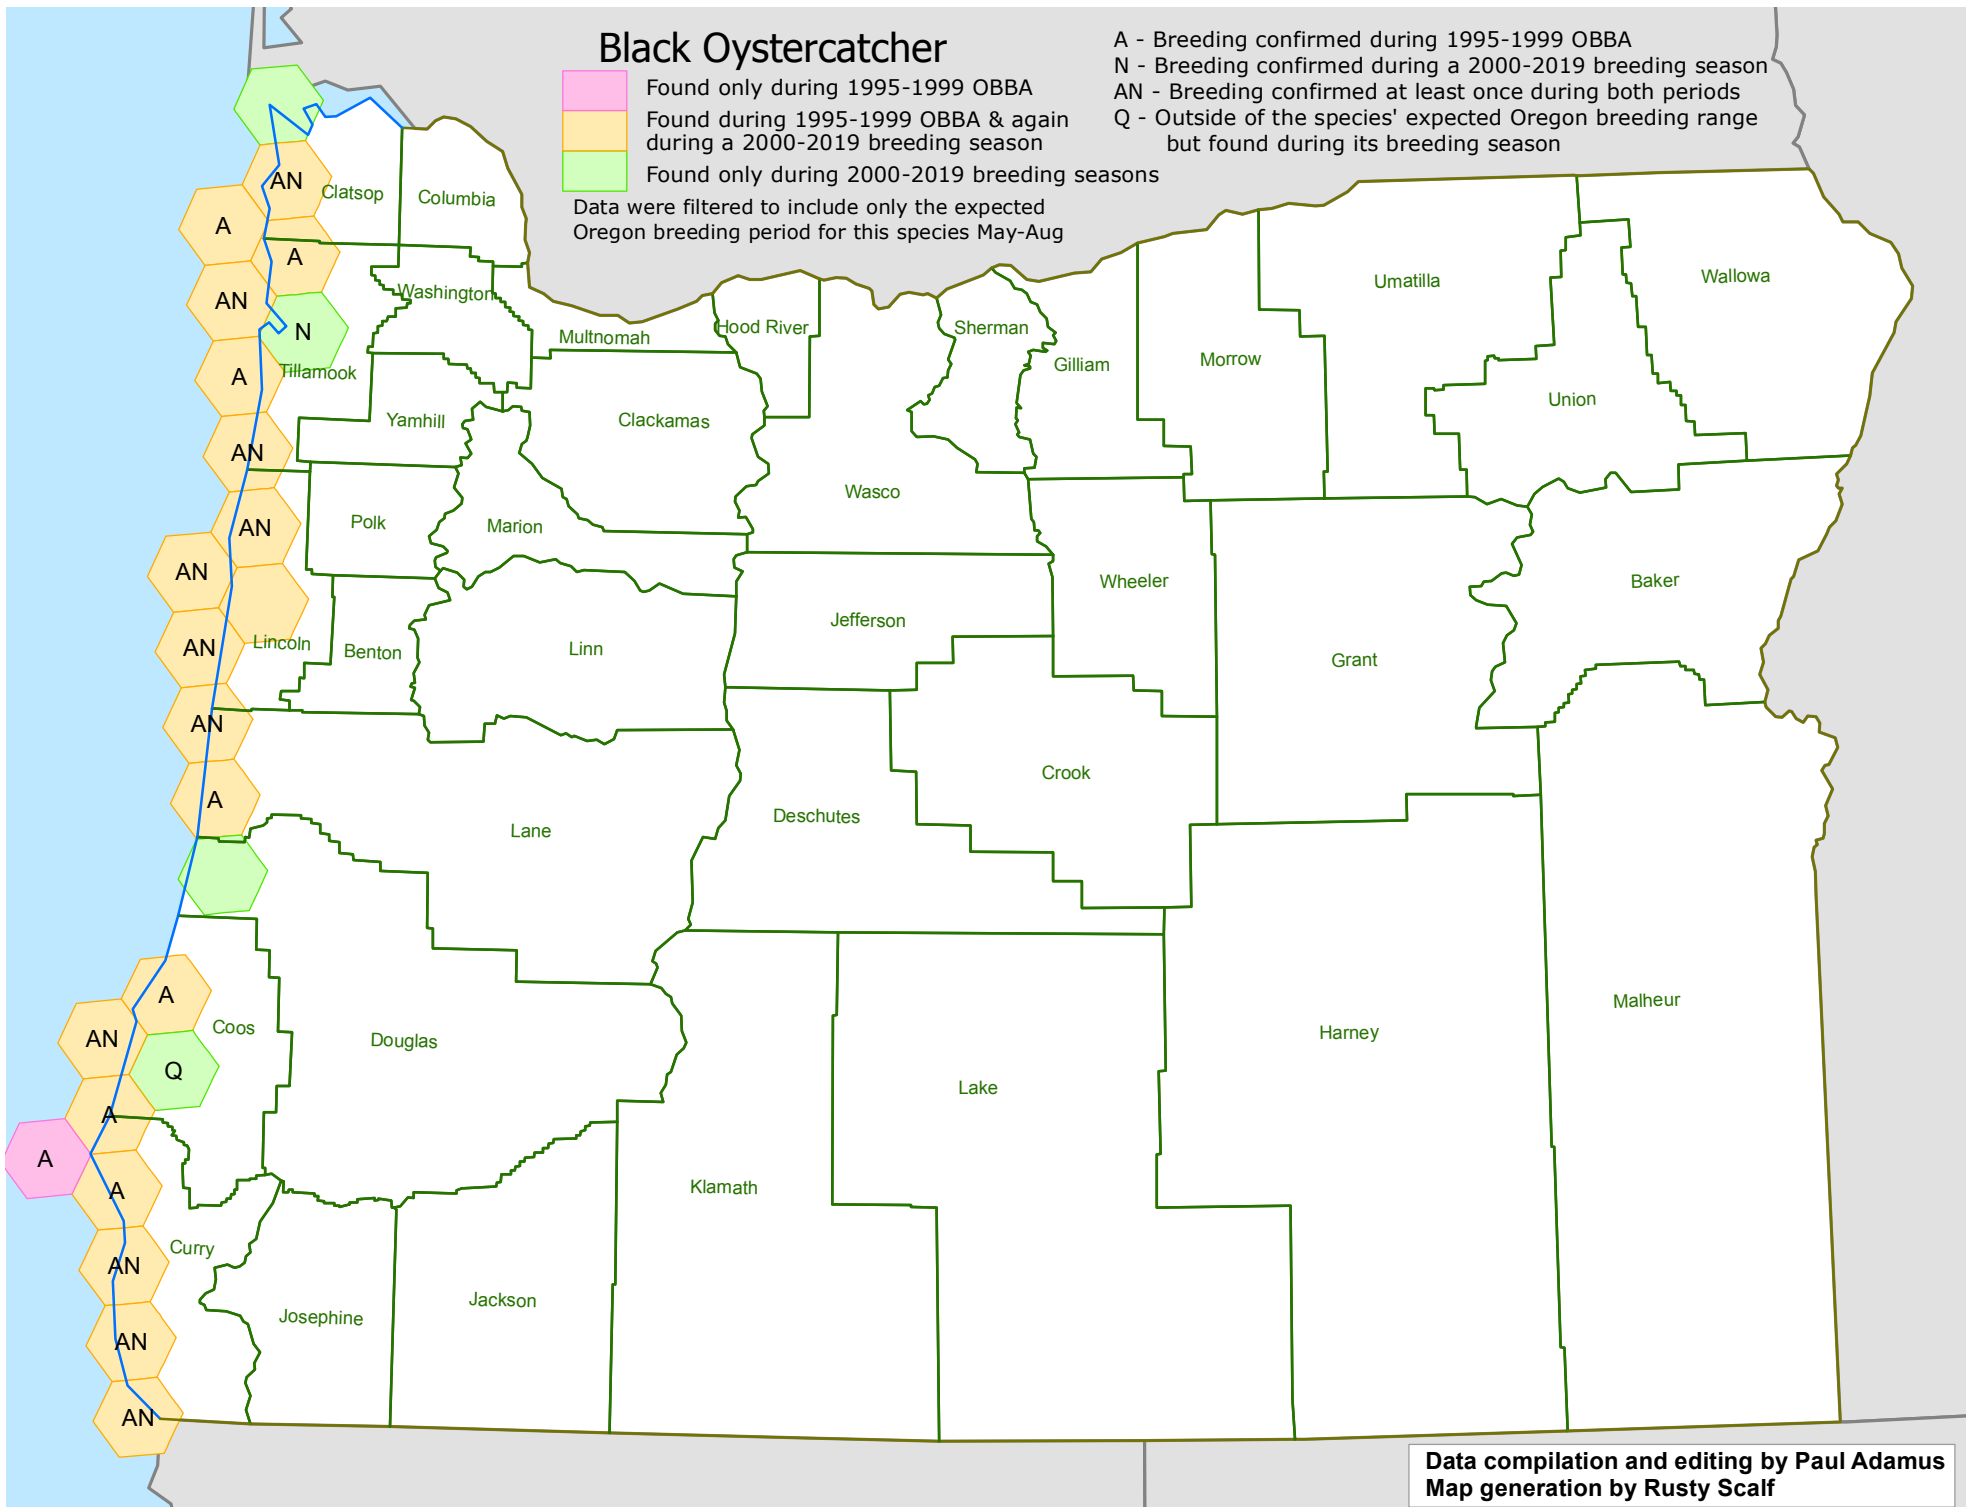 Black Oystercatcher
Found only during 1995-1999 OBBA
Found during 1995-1999 OBBA & again
during a 2000-2019 breeding season
Found only during 2000-2019 breeding seasons
Data were filtered to include only the expected
Oregon breeding period for this species May-Aug
A - Breeding confirmed during 1995-1999 OBBA
N - Breeding confirmed during a 2000-2019 breeding season
AN - Breeding confirmed at least once during both periods
Q - Outside of the species' expected Oregon breeding range
but found during its breeding season
AN
Clatsop
Columbia
A
A
AN
Washington
N
Tillamook
Multnomah
Hood River
Sherman
Gilliam
Morrow
Umatilla
Wallowa
Union
A
Yamhill
Clackamas
AN
Wasco
AN
Polk
Marion
AN
Jefferson
Wheeler
Baker
AN
Lincoln
Benton
Linn
Grant
AN
Crook
A
Lane
Deschutes
A
Malheur
AN
Coos
Douglas
Harney
Q
Lake
A
A
A
Klamath
Curry
AN
Jackson
Josephine
AN
AN
Data compilation and editing by Paul Adamus
Map generation by Rusty Scalf